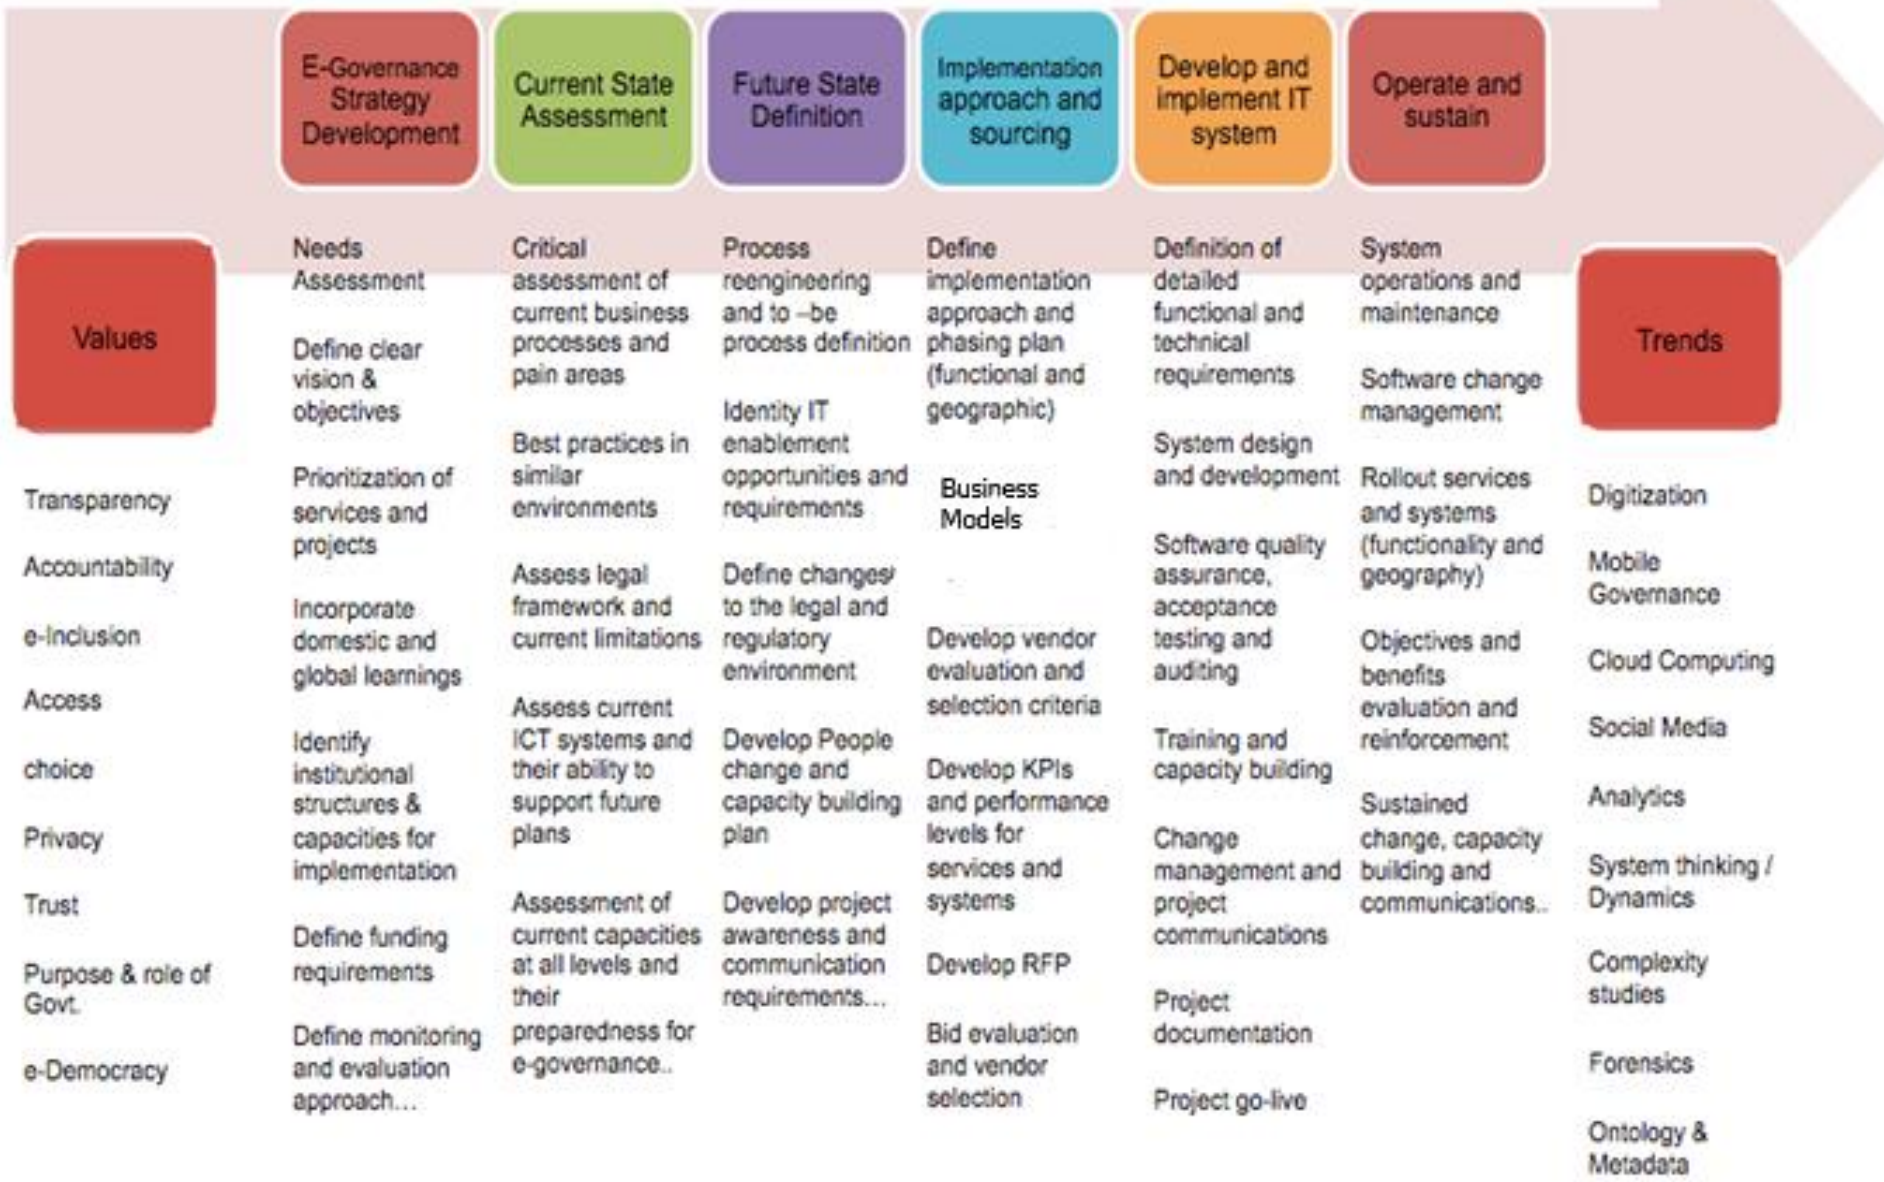 E-Governance
Strategy
Development
Current State
Assessment
Future State
Definition
Implementation
approach and
sourcing
Develop and
implement IT
system
Operate and
sustain
Values
Transparency
Accountability
e-Inclusion
Access
choice
Privacy
Trust
Purpose & role of
Govt.
e-Democracy
Needs
Assessment
Define clear
vision &
objectives
Prioritization of
services and
projects
Incorporate
domestic and
global learnings
Identify
institutional
structures &
capacities for
implementation
Define funding
requirements
Define monitoring
and evaluation
approach...
Critical
assessment of
current business
processes and
pain areas
Best practices in
similar
environments
Assess legal
framework and
current limitations
Assess current
ICT systems and
their ability to
support future
plans
Assessment of
current capacities
at all levels and
their
preparedness for
e-governance..
Process
reengineering
and to –be
process definition
Identity IT
enablement
opportunities and
requirements
Define changes/
to the legal and
regulatory
environment
Develop People
change and
capacity building
plan
Develop project
awareness and
communication
requirements...
Define
implementation
approach and
phasing plan
(functional and
geographic)
Business
Models
Develop vendor
evaluation and
selection criteria
Develop KPIs
and performance
levels for
services and
systems
Develop RFP
Bid evaluation
and vendor
selection
Definition of
detailed
functional and
technical
requirements
System design
and development
Software quality
assurance,
acceptance
testing and
auditing
Training and
capacity building
Change
management and
project
communications
Project
documentation
Project go-live
System
operations and
maintenance
Software change
management
Rollout services
and systems
(functionality and
geography)
Objectives and
benefits
evaluation and
reinforcement
Sustained
change, capacity
building and
communications..
Trends
Digitization
Mobile
Governance
Cloud Computing
Social Media
Analytics
System thinking /
Dynamics
Complexity
studies
Forensics
Ontology &
Metadata